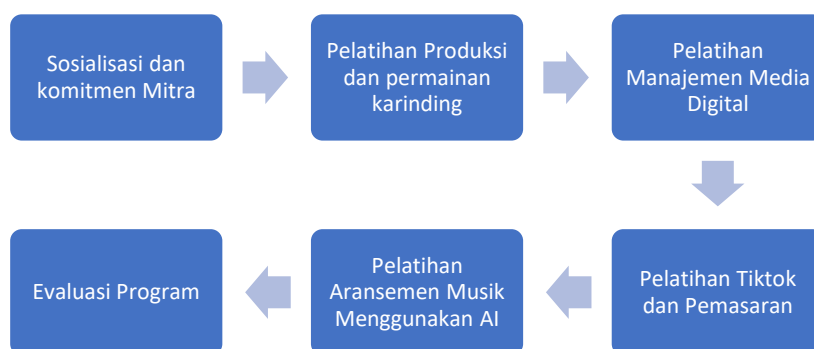 Sosialisasi dan
komitmen Mitra
Pelatihan Produksi
dan permainan
karinding
Pelatihan
Manajemen Media
Digital
Pelatihan Tiktok
dan Pemasaran
Pelatihan
Aransemen Musik
Menggunakan AI
Evaluasi Program